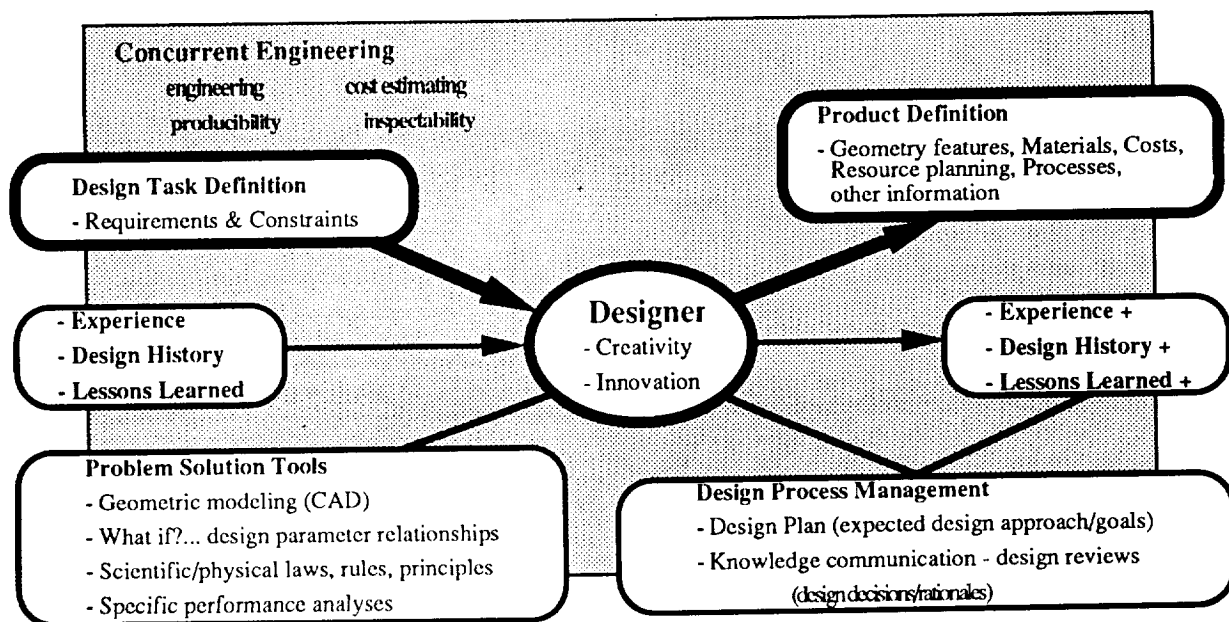 Concurrent Engineering
engineering cost estimating
producibility inspectability
Product Definition
- Geometry features, Materials, Costs,
Resource planning, Processes,
other information
Design Task Definition
- Requirements & Constraints
- Experience
- Design History
- Lessons Learned
Designer
- Creativity
- Innovation
- Experience +
- Design History +
- Lessons Learned +
Problem Solution Tools
- Geometric modeling (CAD)
- What if?... design parameter relationships
- Scientific/physical laws, rules, principles
- Specific performance analyses
Design Process Management
- Design Plan (expected design approach/goals)
- Knowledge communication - design reviews
(design decisions/rationales)